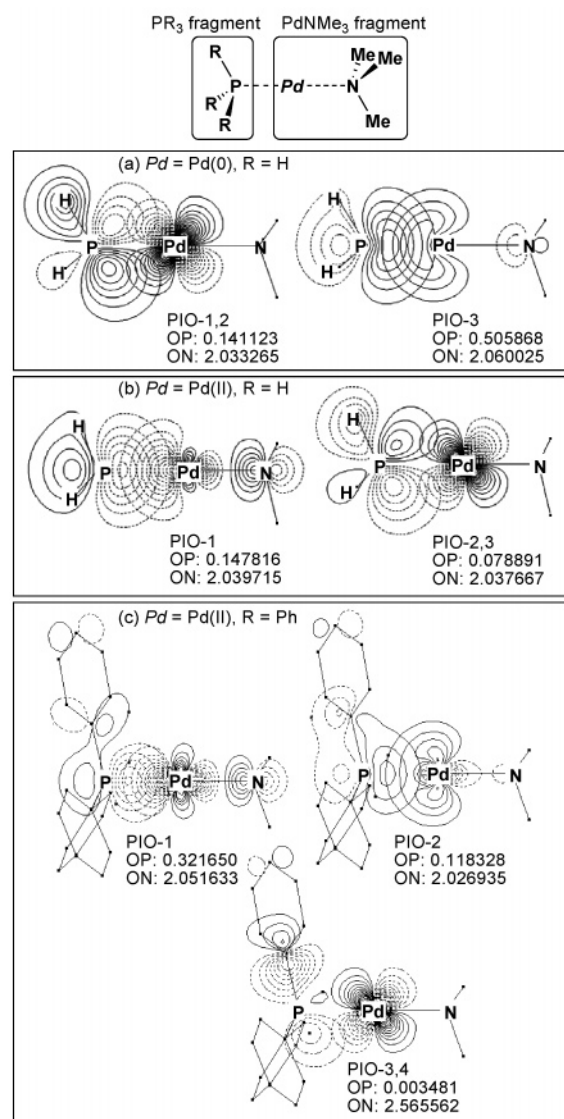 PR3 fragment PdNMe3 fragment
R
P
R
R
Pd
N
Me
Me
Me
(a) Pd = Pd(0), R = H
H
P
H
Pd
N
PIO-1,2
OP: 0.141123
ON: 2.033265
H
P
H
Pd
N
PIO-3
OP: 0.505868
ON: 2.060025
(b) Pd = Pd(II), R = H
H
P
H
Pd
N
PIO-1
OP: 0.147816
ON: 2.039715
H
P
H
Pd
N
PIO-2,3
OP: 0.078891
ON: 2.037667
(c) Pd = Pd(II), R = Ph
P
Pd
N
PIO-1
OP: 0.321650
ON: 2.051633
P
Pd
N
PIO-2
OP: 0.118328
ON: 2.026935
P
Pd
N
PIO-3,4
OP: 0.003481
ON: 2.565562